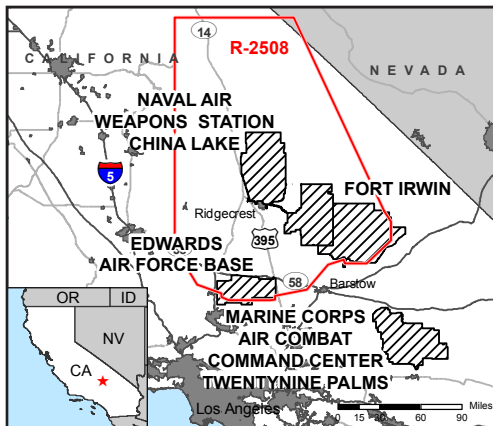 14
R-2508
CALIFORNIA
NEVADA
NAVAL AIR
WEAPONS STATION
CHINA LAKE
5
FORT IRWIN
Ridgecrest
395
EDWARDS
AIR FORCE BASE
58
Barstow
MARINE CORPS
AIR COMBAT
COMMAND CENTER
TWENTYNINE PALMS
Los Angeles
OR
ID
NV
CA
Miles
0 15 30 60 90